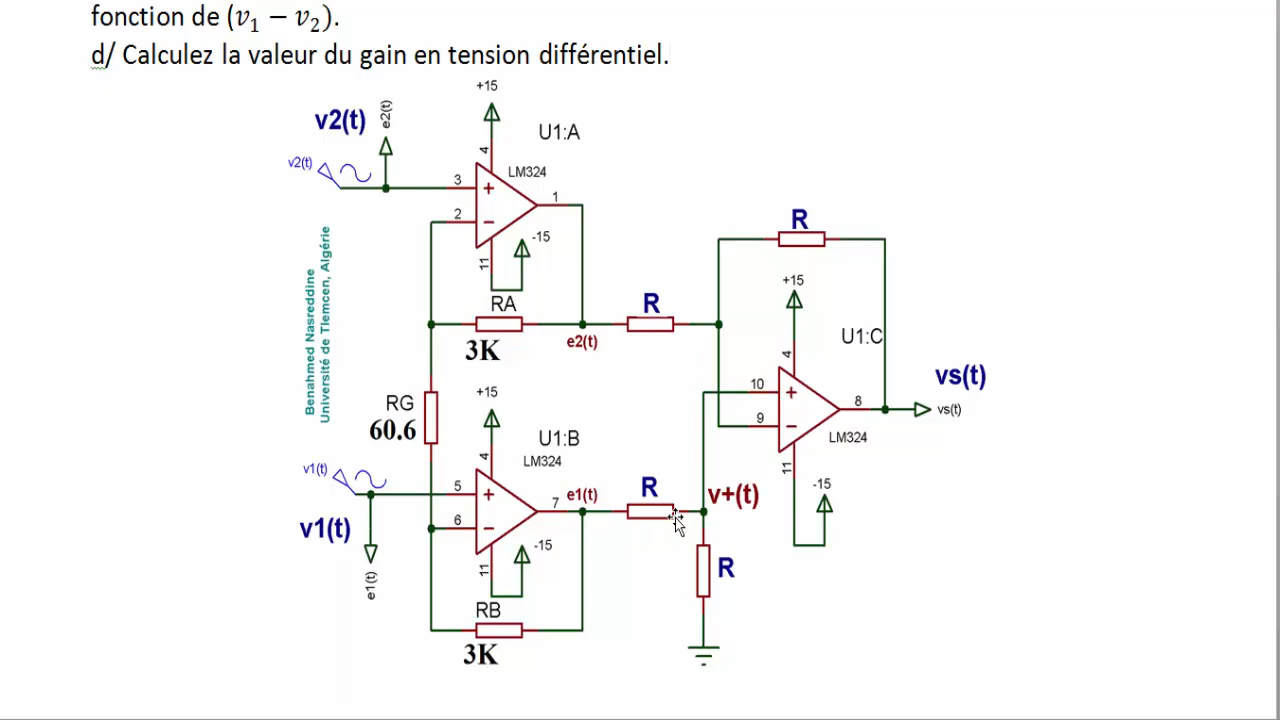 fonction de (v₁ − v₂).
d/ Calculez la valeur du gain en tension différentiel.
+15
v2(t)
e2(t)
U1:A
4
v2(t)
LM324
3
+
1
2
−
-15
11
R
Benahmed Nasreddine
Université de Tlemcen, Algérie
+15
RA
R
e2(t)
3K
U1:C
4
vs(t)
10
+
8
vs(t)
9
−
LM324
11
-15
+15
RG
60.6
U1:B
4
LM324
v1(t)
5
+
7
e1(t)
R
v+(t)
v1(t)
6
−
-15
11
e1(t)
R
RB
3K